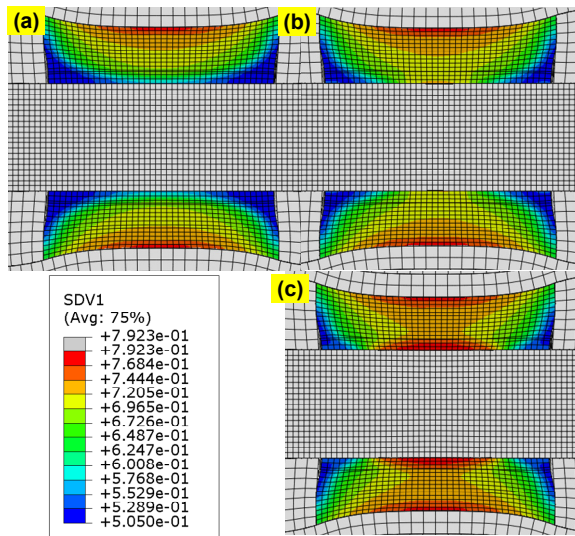 (a)
(b)
(c)
SDV1
(Avg: 75%)
+7.923e-01
+7.923e-01
+7.684e-01
+7.444e-01
+7.205e-01
+6.965e-01
+6.726e-01
+6.487e-01
+6.247e-01
+6.008e-01
+5.768e-01
+5.529e-01
+5.289e-01
+5.050e-01